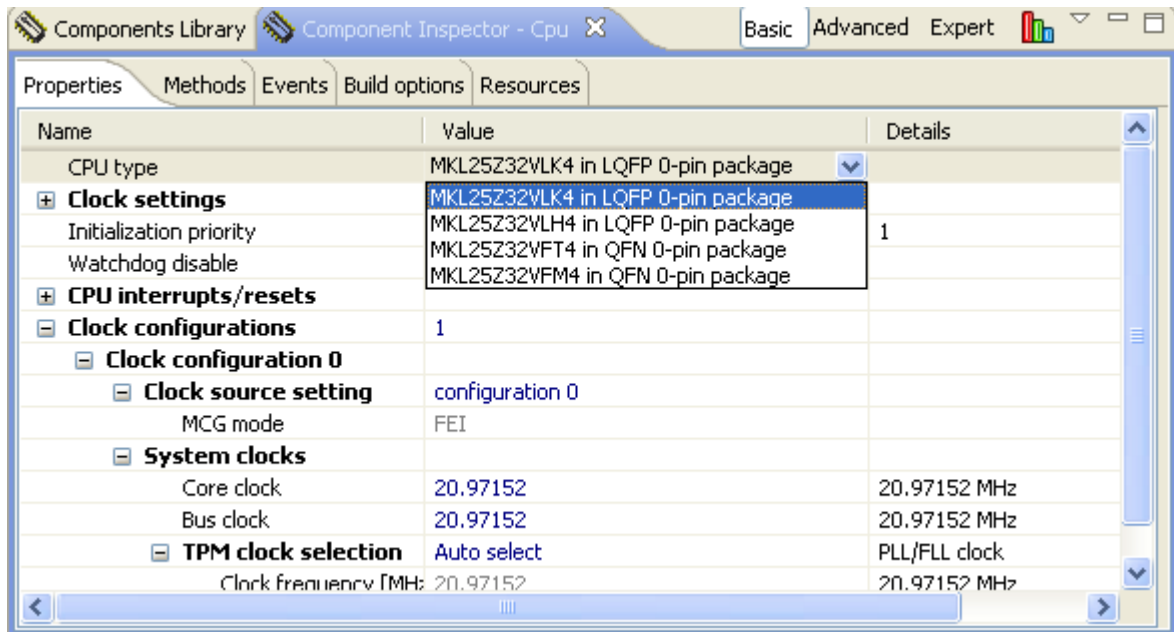 Components Library Component Inspector - Cpu Basic Advanced Expert
Properties Methods Events Build options Resources
Name Value Details
CPU type MKL25Z32VLK4 in LQFP 0-pin package
Clock settings MKL25Z32VLK4 in LQFP 0-pin package
Initialization priority MKL25Z32VLH4 in LQFP 0-pin package 1
Watchdog disable MKL25Z32VFT4 in QFN 0-pin package
MKL25Z32VFM4 in QFN 0-pin package
CPU interrupts/resets
Clock configurations 1
Clock configuration 0
Clock source setting configuration 0
MCG mode FEI
System clocks
Core clock 20.97152 20.97152 MHz
Bus clock 20.97152 20.97152 MHz
TPM clock selection Auto select PLL/FLL clock
Clock frequency [MHz 20.97152 20.97152 MHz